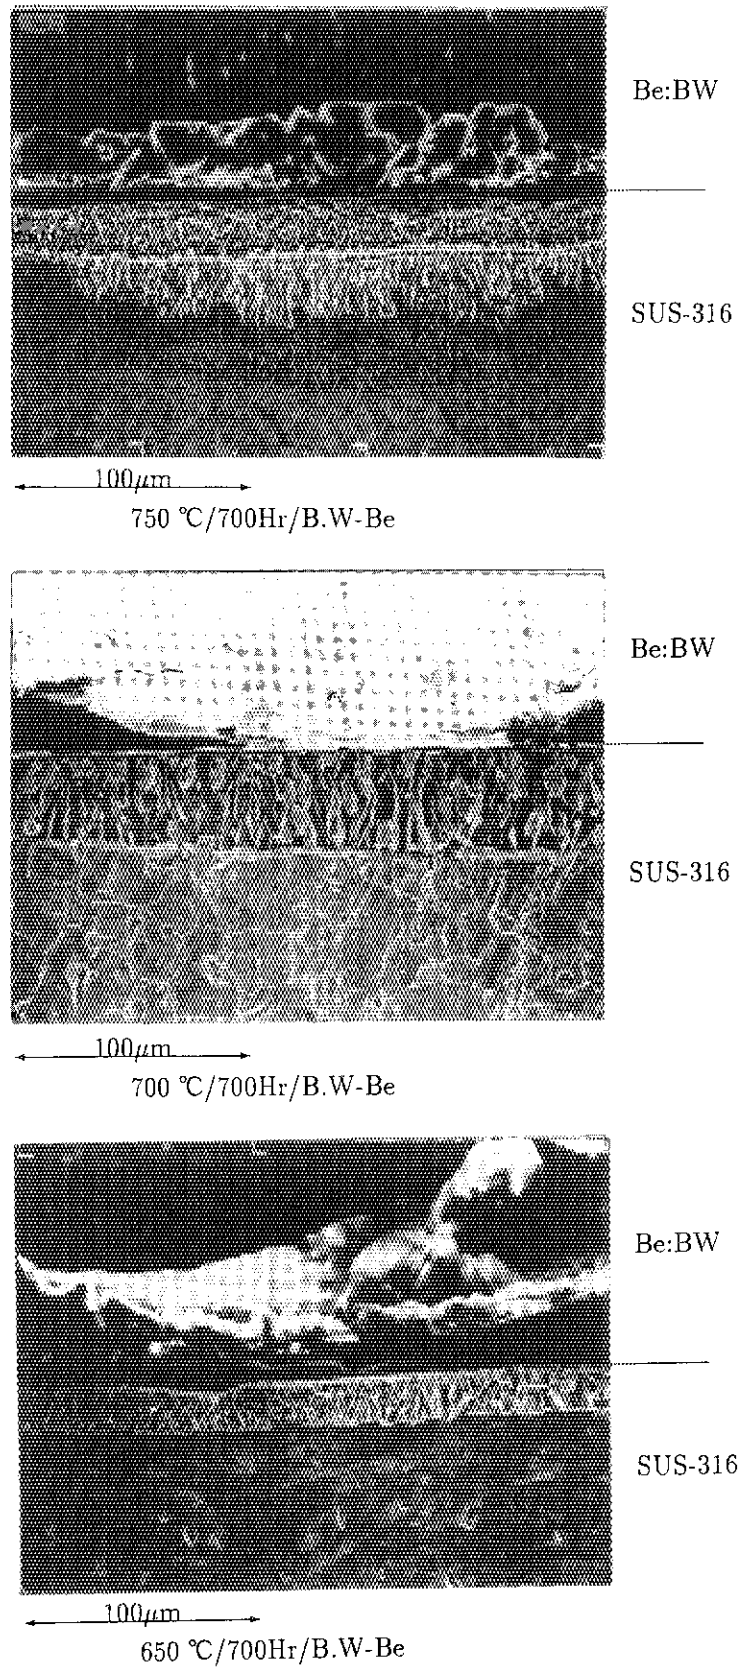 Be:BW
SUS-316
100μm
750 ℃/700Hr/B.W-Be
Be:BW
SUS-316
100μm
700 ℃/700Hr/B.W-Be
Be:BW
SUS-316
100μm
650 ℃/700Hr/B.W-Be